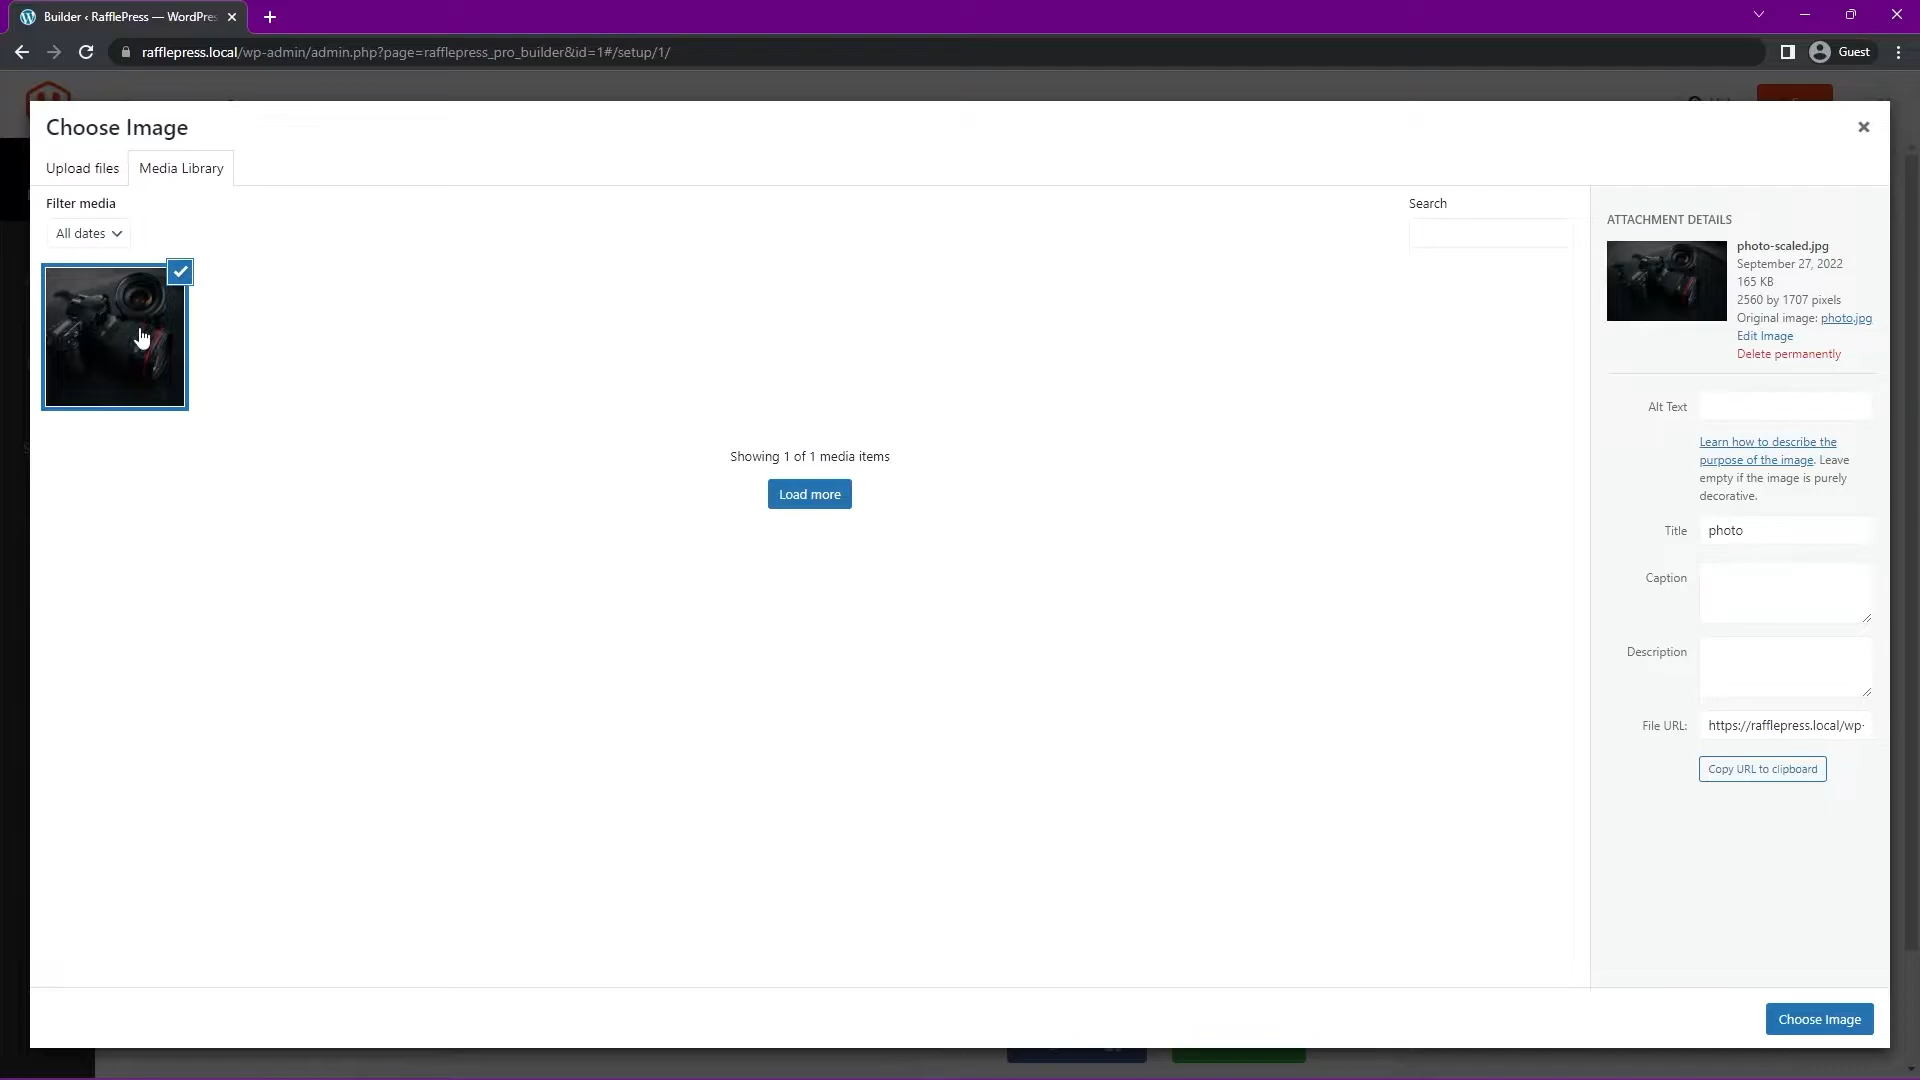 Builder ‹ RafflePress — WordPres
rafflepress.local/wp-admin/admin.php?page=rafflepress_pro_builder&id=1#/setup/1/
Guest
Choose Image
Upload files
Media Library
Filter media
All dates
Search
Showing 1 of 1 media items
Load more
ATTACHMENT DETAILS
photo-scaled.jpg
September 27, 2022
165 KB
2560 by 1707 pixels
Original image: photo.jpg
Edit Image
Delete permanently
Alt Text
Learn how to describe the
purpose of the image. Leave
empty if the image is purely
decorative.
Title
photo
Caption
Description
File URL:
https://rafflepress.local/wp-
Copy URL to clipboard
Choose Image